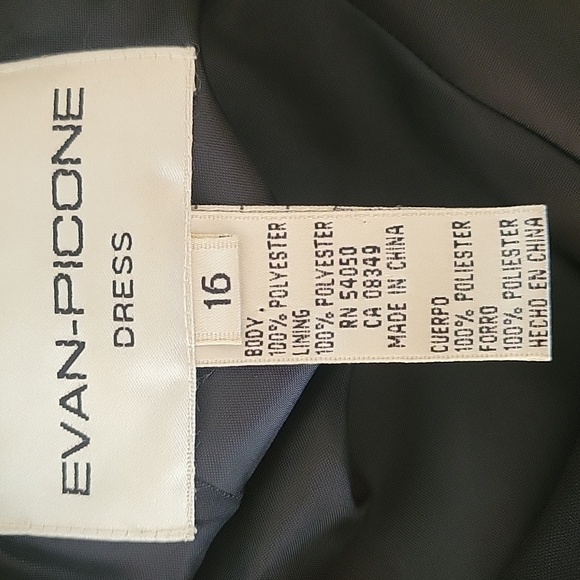 EVAN-PICONE
DRESS
16
BODY
100% POLYESTER
LINING
100% POLYESTER
RN 54050
CA 08349
MADE IN CHINA
CUERPO
100% POLIESTER
FORRO
100% POLIESTER
HECHO EN CHINA